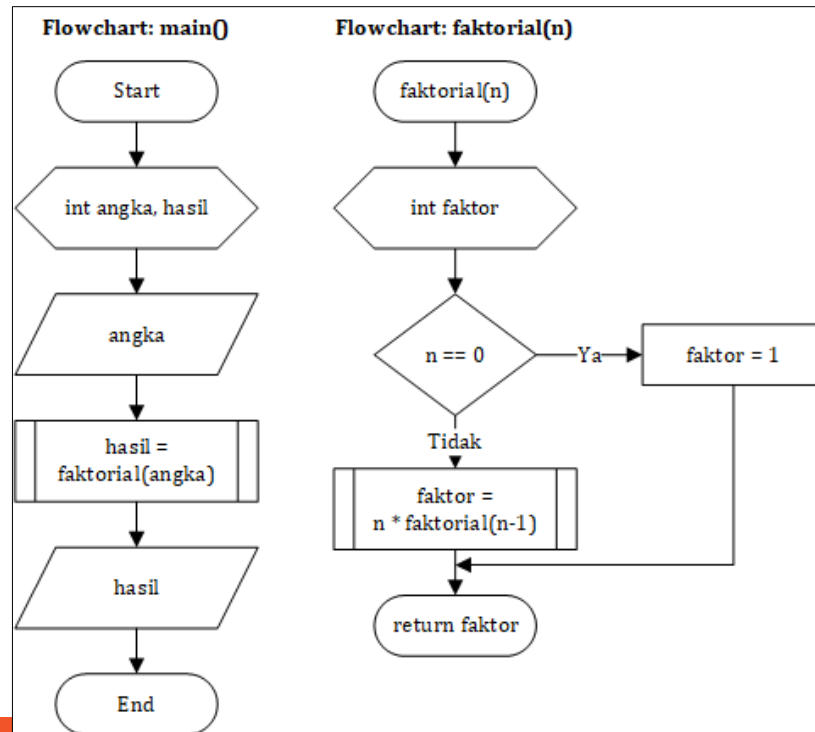 Flowchart: main()
Start
int angka, hasil
angka
hasil =
faktorial(angka)
hasil
End
Flowchart: faktorial(n)
faktorial(n)
int faktor
n == 0
Ya
faktor = 1
Tidak
faktor =
n * faktorial(n-1)
return faktor